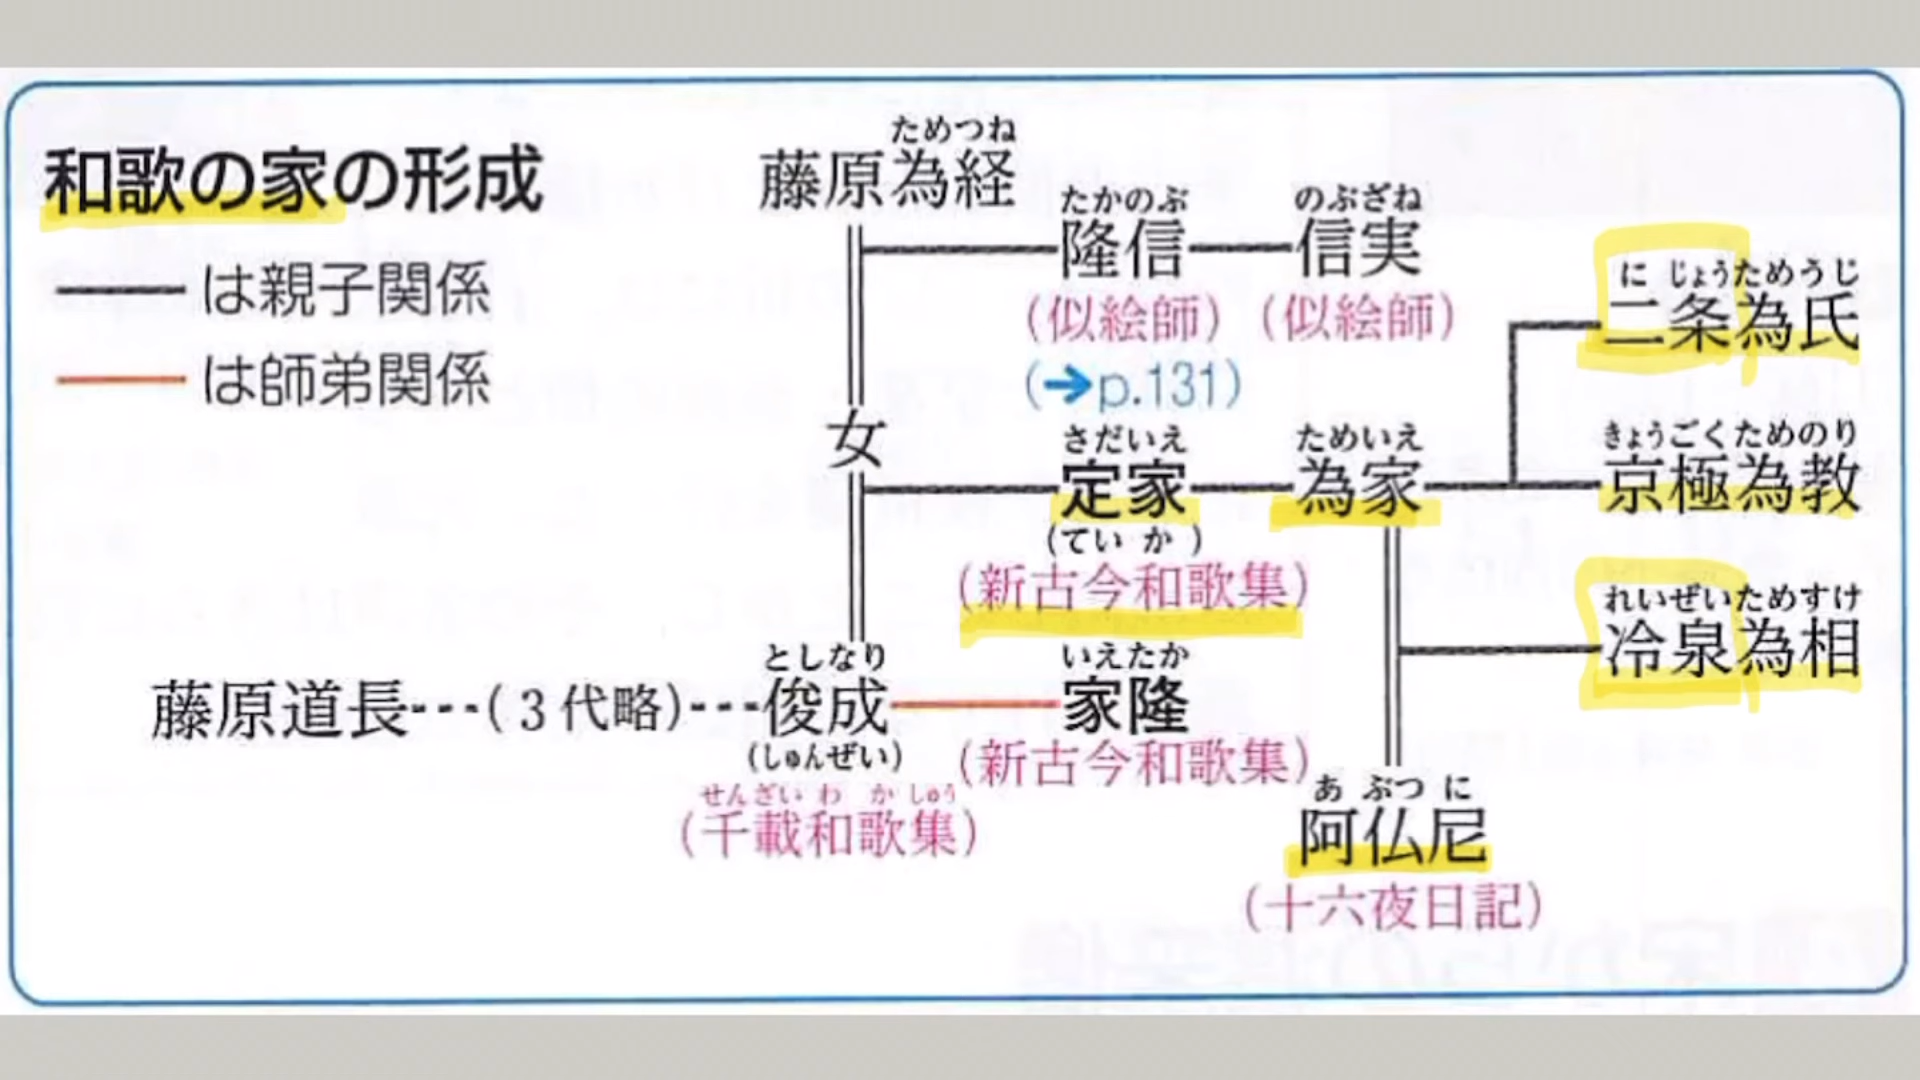 和歌の家の形成
は親子関係
は師弟関係
ためつね
藤原為経
たかのぶ
隆信
(似絵師)
(→p.131)
のぶざね
信実
(似絵師)
女
さだいえ
定家
(ていか)
(新古今和歌集)
ためいえ
為家
にじょうためうじ
二条為氏
きょうごくためのり
京極為教
れいぜいためすけ
冷泉為相
藤原道長---(3代略)---
としなり
俊成
(しゅんぜい)
せんざいわかしゅう
(千載和歌集)
いえたか
家隆
(新古今和歌集)
あぶつに
阿仏尼
(十六夜日記)